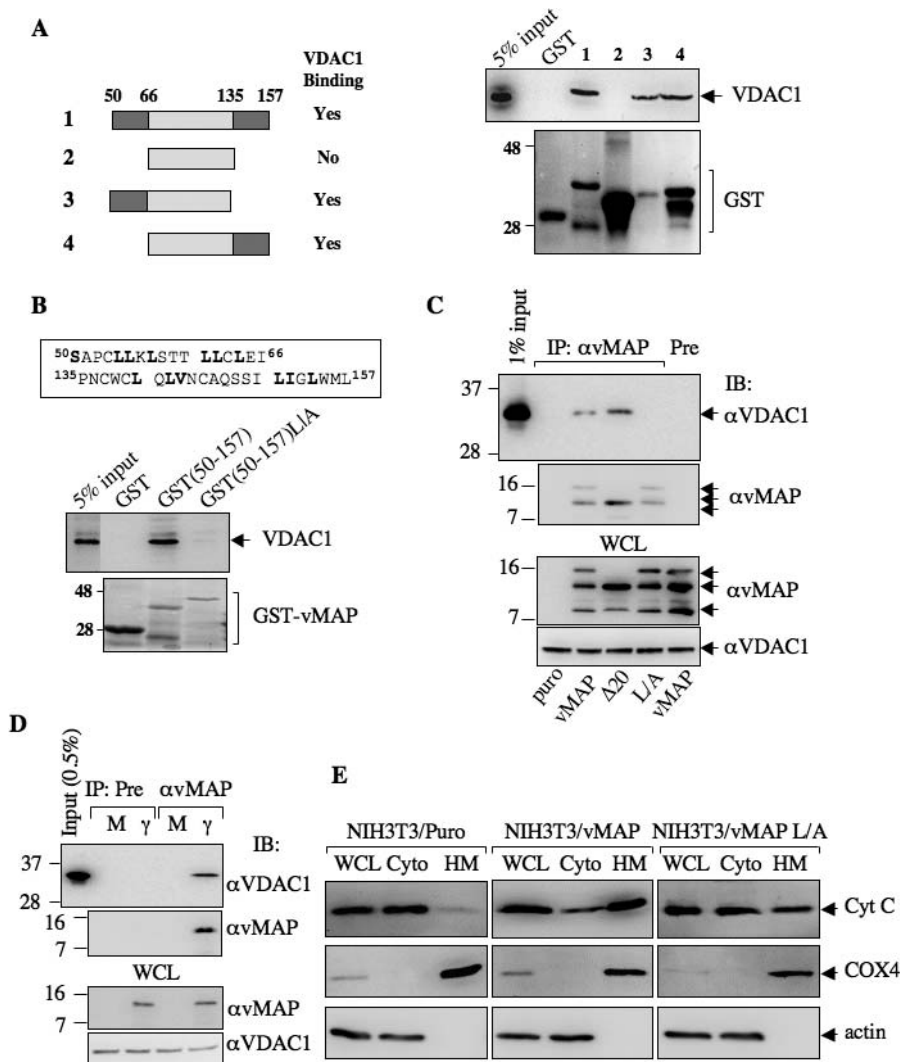 A
VDAC1
Binding
50 66 135 157
1 Yes
2 No
3 Yes
4 Yes
5% input GST 1 2 3 4
VDAC1
48
28
GST
B
50SAPCLLKLSTT LLCLEI66
135PNCWCL QLVNCAQSSI LIGLWML157
5% input GST GST(50-157) GST(50-157)L/A
VDAC1
48
28
GST-vMAP
C
1% input IP: αvMAP Pre
IB:
37
28
αVDAC1
16
7
αvMAP
WCL
16
7
αvMAP
αVDAC1
puro vMAP Δ20 L/A vMAP
D
Input (0.5%) IP: Pre αvMAP
M γ M γ
IB:
37
28
αVDAC1
16
7
αvMAP
WCL
16
7
αvMAP
αVDAC1
E
NIH3T3/Puro NIH3T3/vMAP NIH3T3/vMAP L/A
WCL Cyto HM WCL Cyto HM WCL Cyto HM
Cyt C
COX4
actin